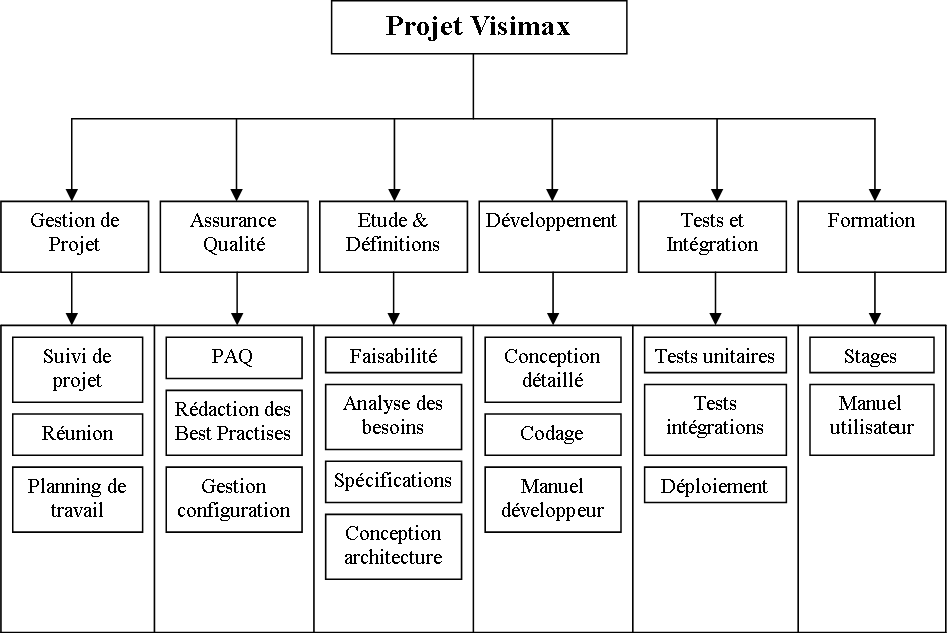 Projet Visimax
Gestion de
Projet
Assurance
Qualité
Etude &
Définitions
Développement
Tests et
Intégration
Formation
Suivi de
projet
Réunion
Planning de
travail
PAQ
Rédaction des
Best Practises
Gestion
configuration
Faisabilité
Analyse des
besoins
Spécifications
Conception
architecture
Conception
détaillé
Codage
Manuel
développeur
Tests unitaires
Tests
intégrations
Déploiement
Stages
Manuel
utilisateur